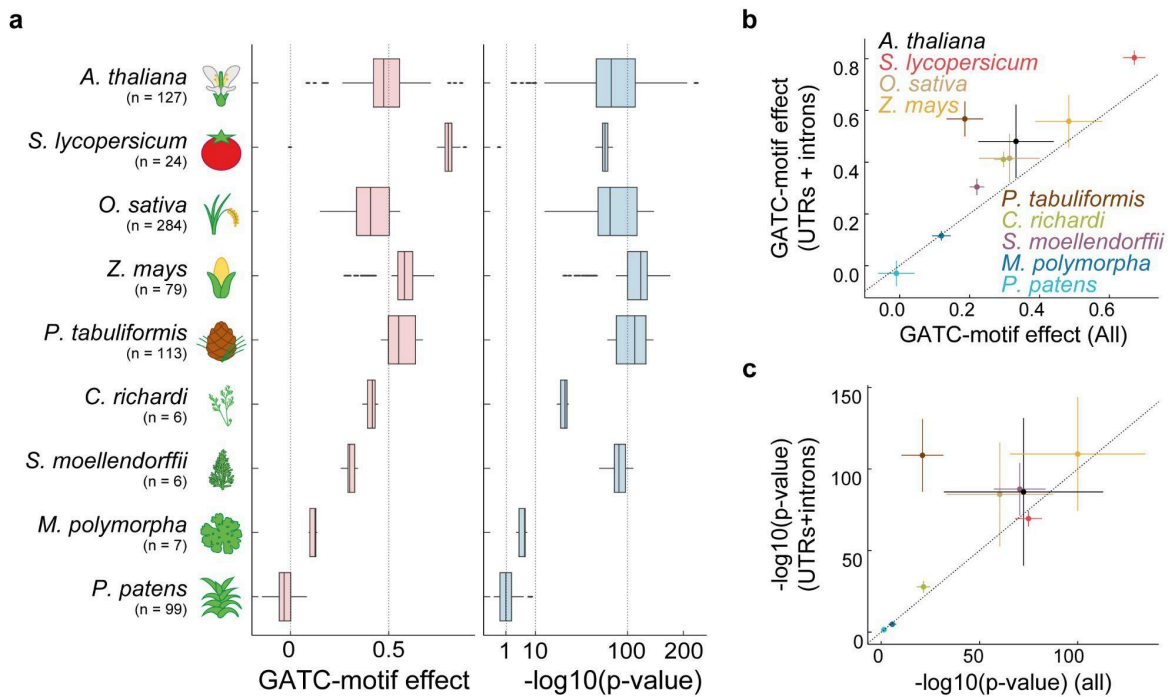 a
A. thaliana
(n = 127)
S. lycopersicum
(n = 24)
O. sativa
(n = 284)
Z. mays
(n = 79)
P. tabuliformis
(n = 113)
C. richardi
(n = 6)
S. moellendorffii
(n = 6)
M. polymorpha
(n = 7)
P. patens
(n = 99)
0 0.5
GATC-motif effect
1 10 100 200
-log10(p-value)
b
GATC-motif effect
(UTRs + introns)
0.8
0.6
0.4
0.2
0.0
A. thaliana
S. lycopersicum
O. sativa
Z. mays
P. tabuliformis
C. richardi
S. moellendorffii
M. polymorpha
P. patens
0.0 0.2 0.4 0.6
GATC-motif effect (All)
c
-log10(p-value)
(UTRs+introns)
150
100
50
0
0 50 100
-log10(p-value) (all)